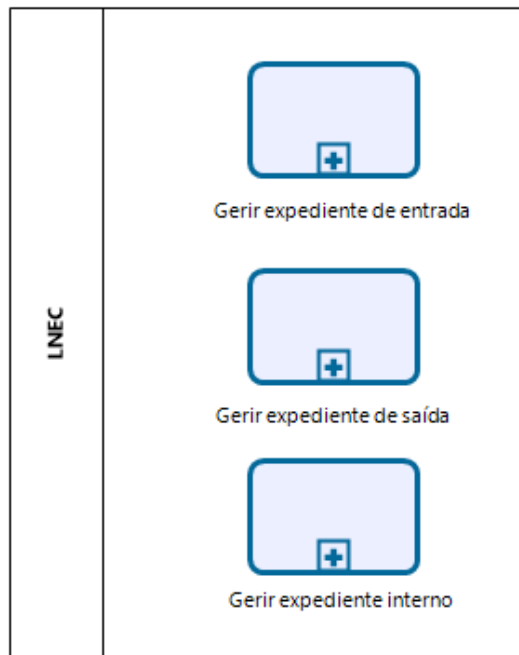 LNEC
Gerir expediente de entrada
Gerir expediente de saída
Gerir expediente interno